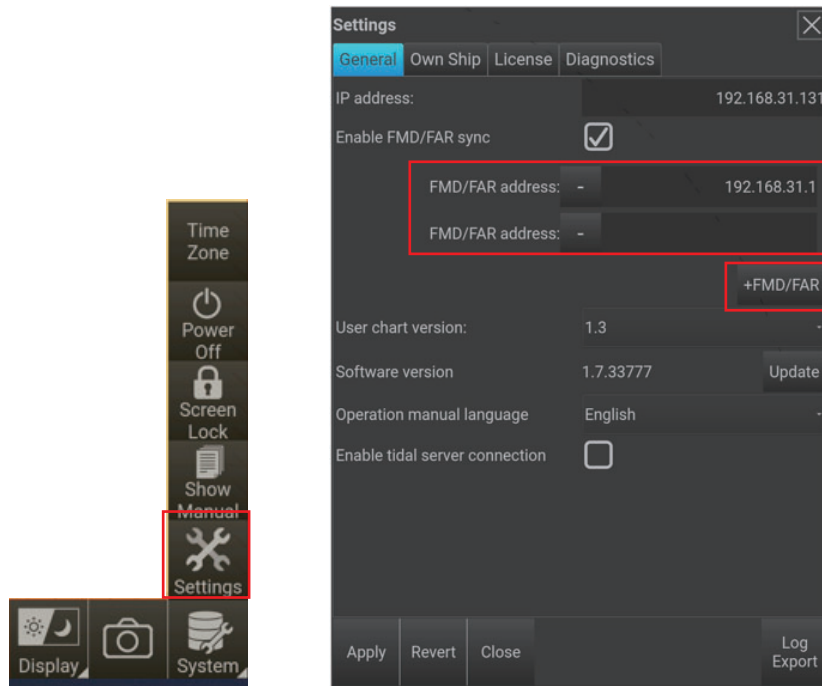 Time
Zone
Power
Off
Screen
Lock
Show
Manual
Settings
Display
System
Settings
General Own Ship License Diagnostics
IP address: 192.168.31.131
Enable FMD/FAR sync
FMD/FAR address: - 192.168.31.1
FMD/FAR address: -
+FMD/FAR
User chart version: 1.3
Software version 1.7.33777 Update
Operation manual language English
Enable tidal server connection
Apply Revert Close Log
Export